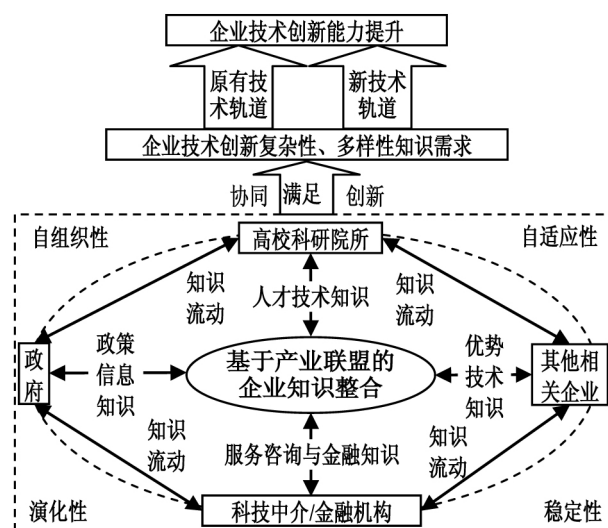 企业技术创新能力提升
原有技
术轨道
新技术
轨道
企业技术创新复杂性、多样性知识需求
协同 满足 创新
自组织性
高校科研院所
自适应性
知识
流动
人才技术知识
知识
流动
政
府
政策
信息
知识
基于产业联盟的
企业知识整合
优势
技术
知识
其他相
关企业
知识
流动
服务咨询与金融知识
知识
流动
演化性
科技中介/金融机构
稳定性